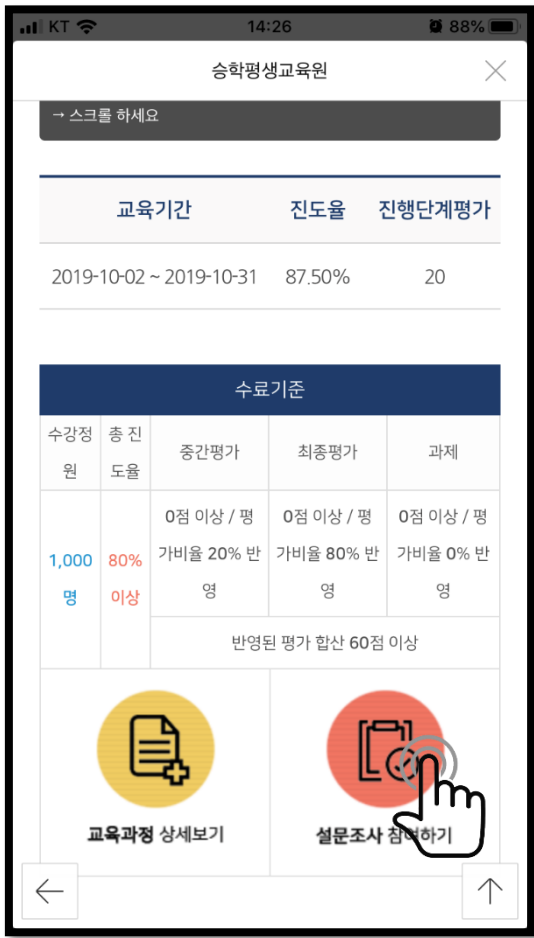 KT 14:26 88%
승학평생교육원
→ 스크롤 하세요
교육기간 진도율 진행단계평가
2019-10-02 ~ 2019-10-31 87.50% 20
수료기준
수강정
원
총 진
도율
중간평가
최종평가
과제
1,000
명
80%
이상
0점 이상 / 평
가비율 20% 반
영
0점 이상 / 평
가비율 80% 반
영
0점 이상 / 평
가비율 0% 반
영
반영된 평가 합산 60점 이상
교육과정 상세보기
설문조사 참여하기